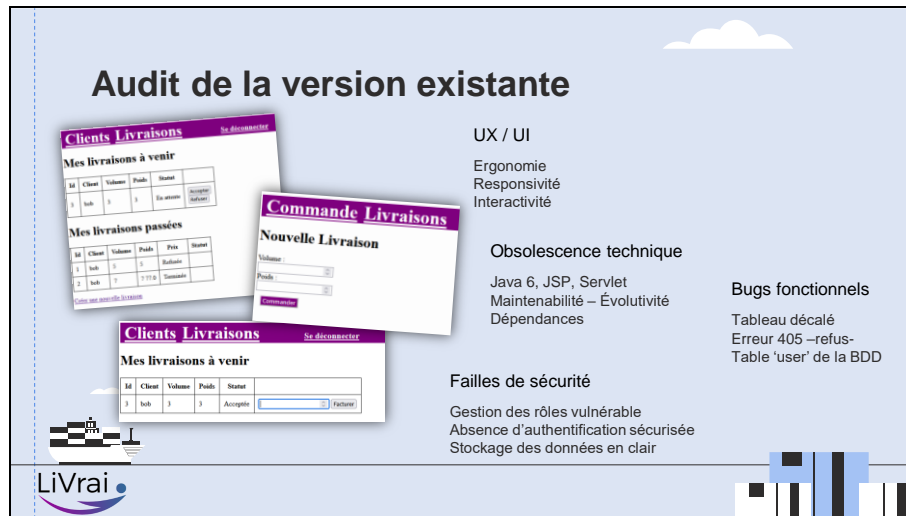 Audit de la version existante
Clients Livraisons Se déconnecter
Mes livraisons à venir
Id Client Volume Poids Statut
3 bob 3 3 En attente Accepter
Refuser
Mes livraisons passées
Id Client Volume Poids Prix Statut
1 bob 5 5 Refusée
2 bob 7 7 77.0 Terminée
Créer une nouvelle livraison
Commande Livraisons
Nouvelle Livraison
Volume :
Poids :
Commander
Clients Livraisons Se déconnecter
Mes livraisons à venir
Id Client Volume Poids Statut
3 bob 3 3 Acceptée Facturer
UX / UI
Ergonomie
Responsivité
Interactivité
Obsolescence technique
Java 6, JSP, Servlet
Maintenabilité – Évolutivité
Dépendances
Bugs fonctionnels
Tableau décalé
Erreur 405 –refus-
Table ‘user’ de la BDD
Failles de sécurité
Gestion des rôles vulnérable
Absence d’authentification sécurisée
Stockage des données en clair
LiVrai